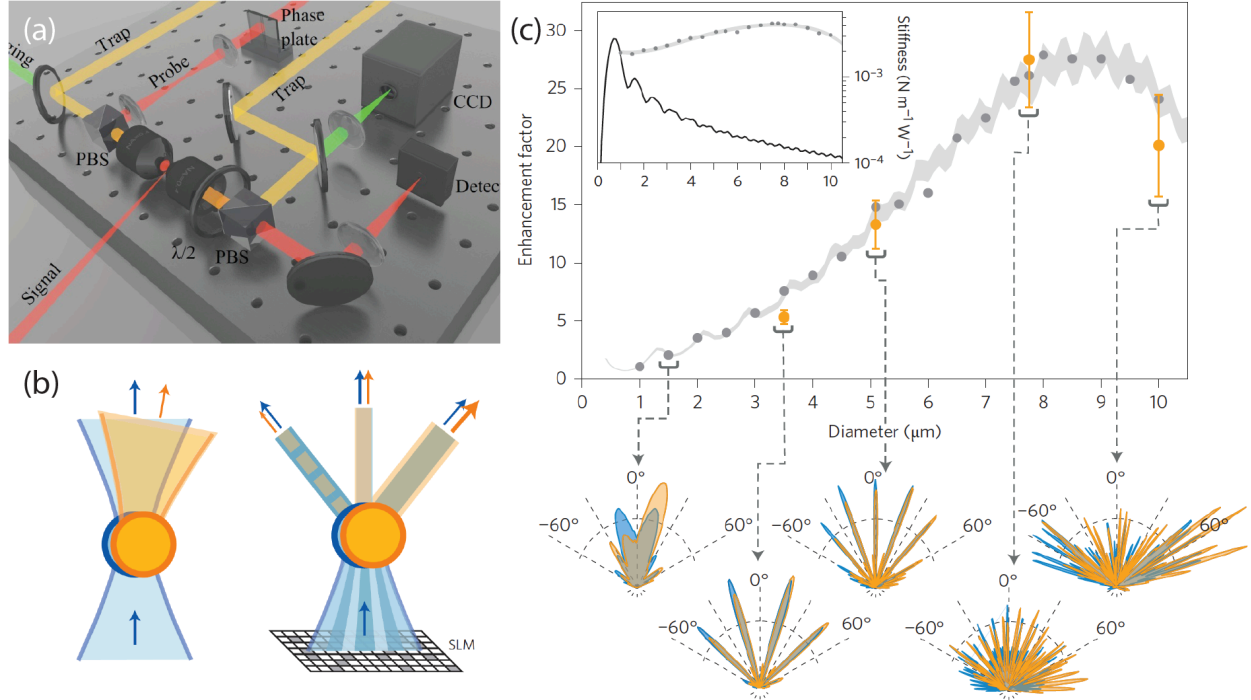 (a)
ging
Trap
Probe
Phase
plate
Trap
CCD
PBS
Detec
λ/2
PBS
Signal
(b)
SLM
(c)
Enhancement factor
30
25
20
15
10
5
0
0 1 2 3 4 5 6 7 8 9 10
Diameter (μm)
0 2 4 6 8 10
10⁻³
10⁻⁴
Stiffness (N m⁻¹ W⁻¹)
0°
−60° 60°
0°
−60° 60°
0°
−60° 60°
0°
−60° 60°
0°
−60° 60°